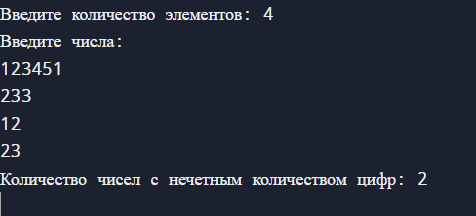 Введите количество элементов: 4
Введите числа:
123451
233
12
23
Количество чисел с нечетным количеством цифр: 2